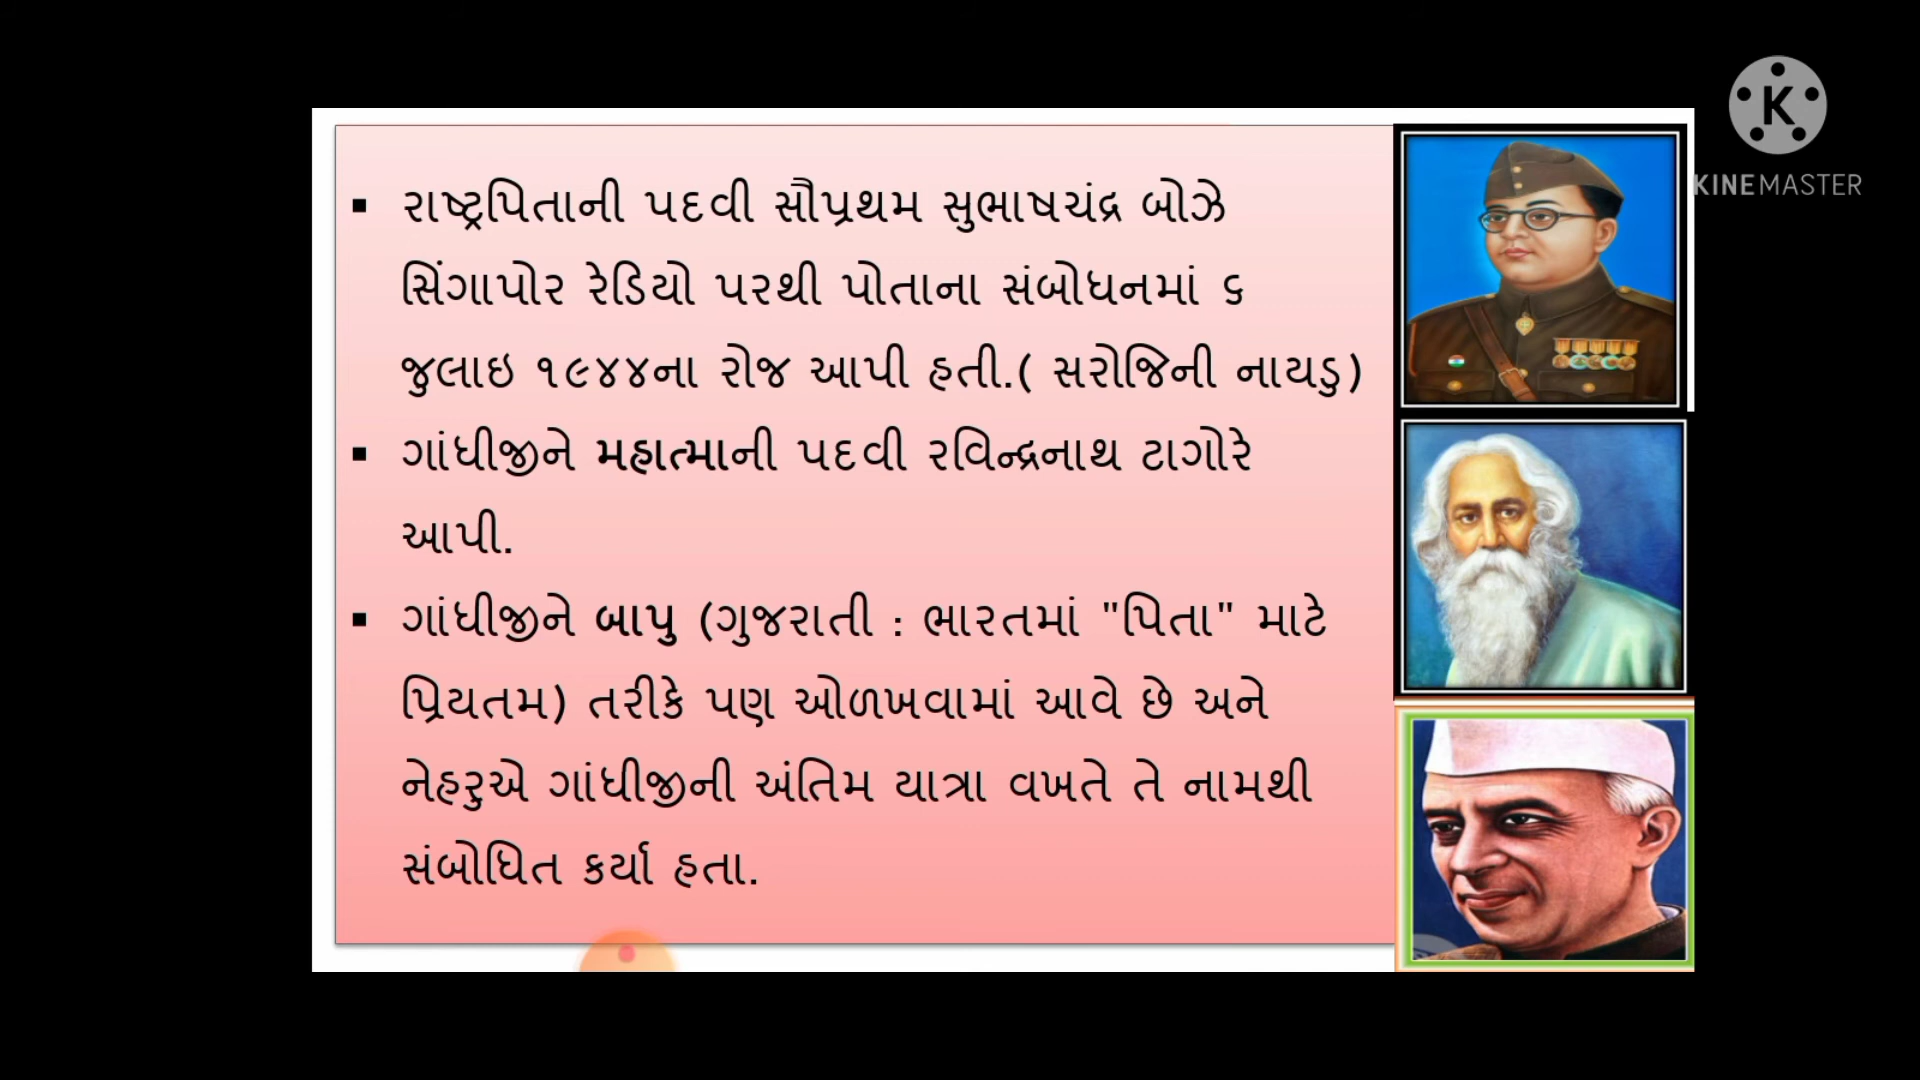 ▪ રાષ્ટ્રપિતાની પદવી સૌપ્રથમ સુભાષચંદ્ર બોઝે
સિંગાપોર રેડિયો પરથી પોતાના સંબોધનમાં ૬
જુલાઇ ૧૯૪૪ના રોજ આપી હતી.( સરોજિની નાયડુ)
▪ ગાંધીજીને મહાત્માની પદવી રવિન્દ્રનાથ ટાગોરે
આપી.
▪ ગાંધીજીને બાપુ (ગુજરાતી : ભારતમાં "પિતા" માટે
પ્રિયતમ) તરીકે પણ ઓળખવામાં આવે છે અને
નેહરુએ ગાંધીજીની અંતિમ યાત્રા વખતે તે નામથી
સંબોધિત કર્યા હતા.
K
KINEMASTER